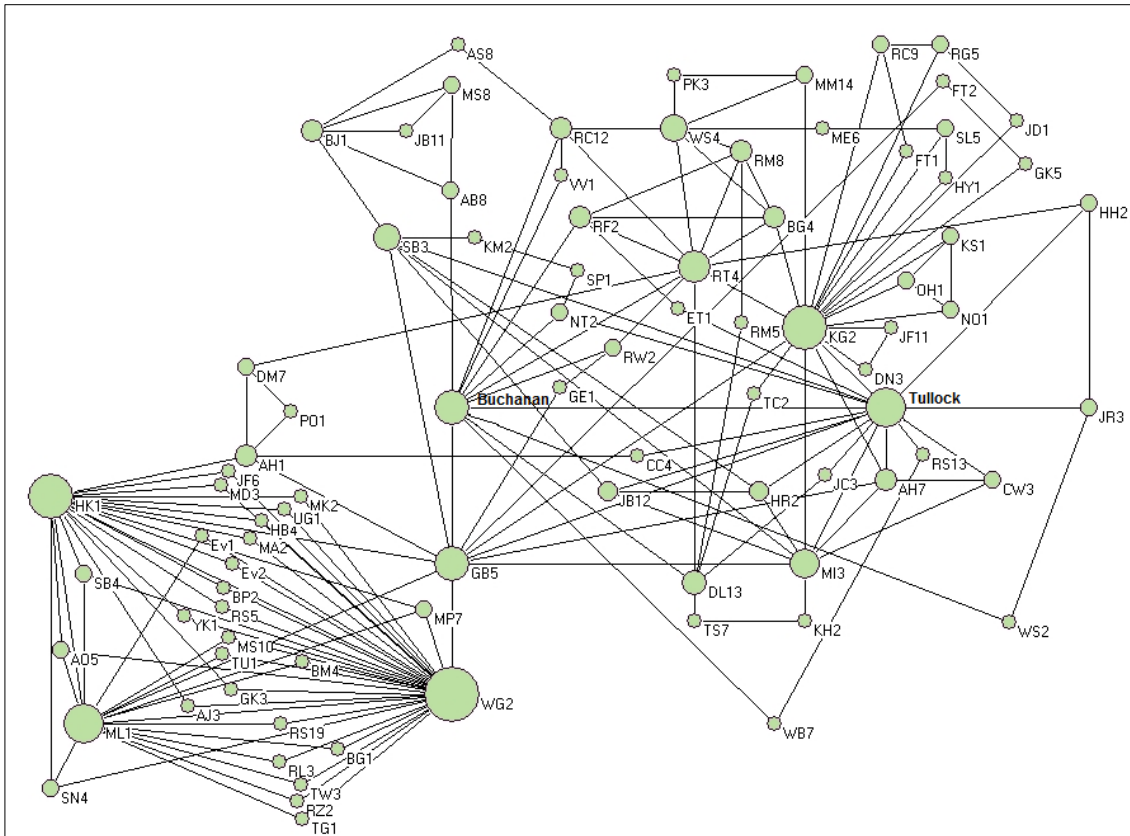 AS8
RC9
RG5
PK3
MM14
FT2
MS8
JD1
BJ1
JB11
RC12
WS4
ME6
SL5
RM8
FT1
GK5
VV1
HY1
AB8
HH2
RF2
BG4
SB3
KM2
KS1
SP1
RT4
OH1
NT2
ET1
RM5
KG2
NO1
JF11
RW2
DN3
DM7
GE1
TC2
Buchanan
Tullock
PO1
JR3
AH1
CC4
RS13
JF6
MD3
MK2
JC3
AH7
CW3
HK1
UG1
JB12
HR2
HB4
Ev1
MA2
GB5
MI3
Ev2
SB4
BP2
DL13
RS5
MP7
YK1
TS7
KH2
WS2
MS10
AO5
TU1
BM4
GK3
WG2
AJ3
ML1
RS19
WB7
BG1
RL3
SN4
TW3
RZ2
TG1